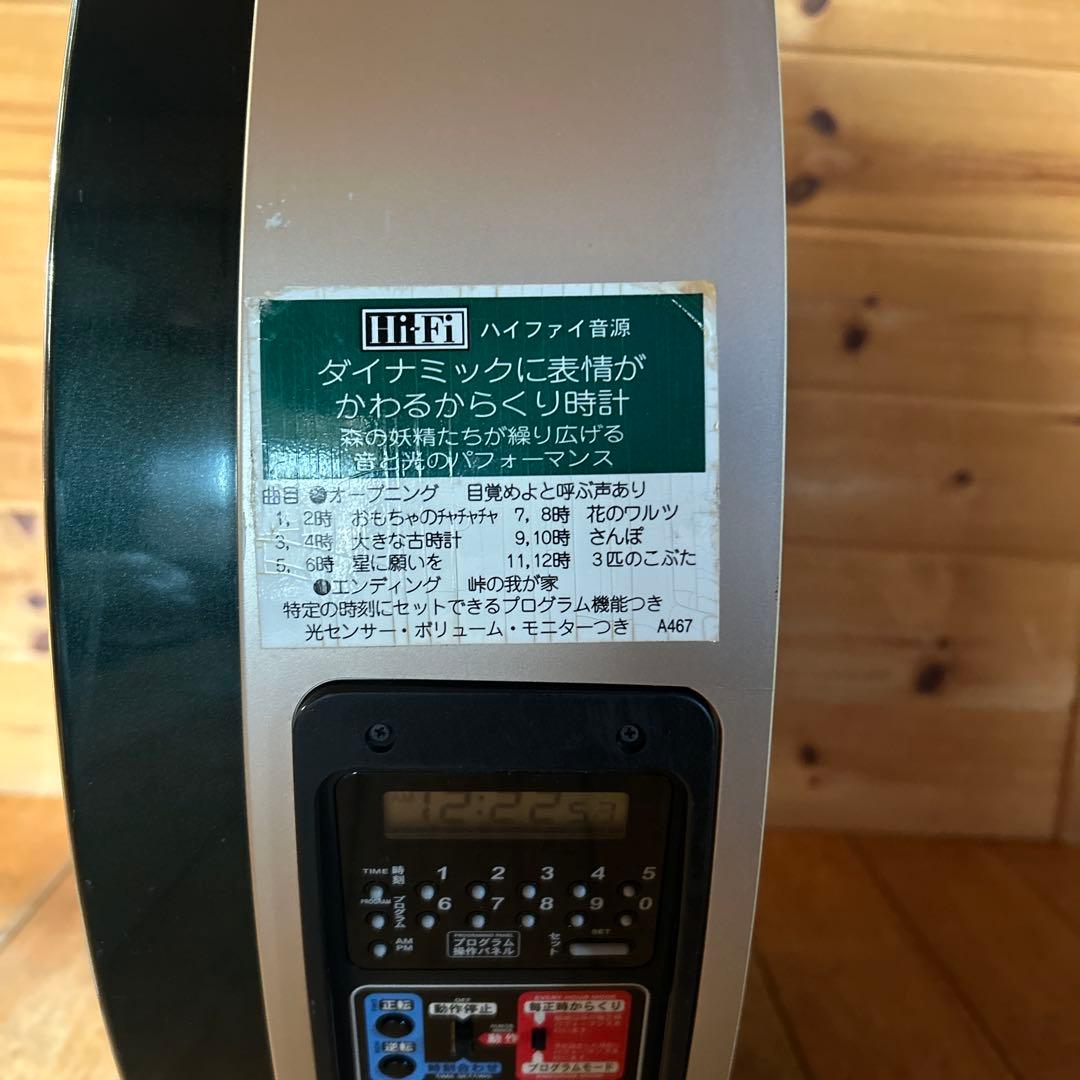 Hi-Fi ハイファイ音源
ダイナミックに表情が
かわるからくり時計
森の妖精たちが繰り広げる
音と光のパフォーマンス
曲目 オープニング 目覚めよと呼ぶ声あり
1, 2時 おもちゃのチャチャチャ 7, 8時 花のワルツ
3, 4時 大きな古時計 9,10時 さんぽ
5, 6時 星に願いを 11,12時 3匹のこぶた
エンディング 峠の我が家
特定の時刻にセットできるプログラム機能つき
光センサー・ボリューム・モニターつき A467
12:22 57
TIME 時刻 1 2 3 4 5
PROGRAM プログラム 6 7 8 9 0
AM PM
PROGRAMING PANEL
プログラム
操作パネル
セット SET
正転
OFF
動作停止
EVERY HOUR MODE
毎正時からくり
動作
逆転
時刻合わせ
プログラムモード